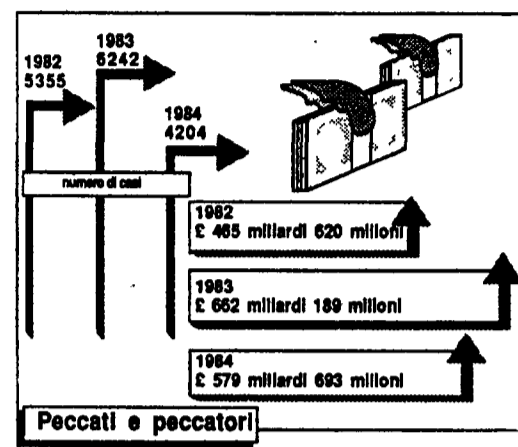 1982
5355
1983
6242
1984
4204
numero di casi
1982
£ 465 miliardi 620 milioni
1983
£ 662 miliardi 189 milioni
1984
£ 579 miliardi 693 milioni
Peccati e peccatori